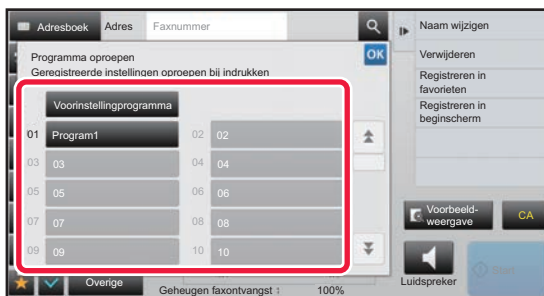 Adresboek Adres Faxnummer
Naam wijzigen
Programma oproepen OK
Geregistreerde instellingen oproepen bij indrukken
Verwijderen
Registreren in
favorieten
Registreren in
beginscherm
Voorinstellingprogramma
01 Program1 02 02
03 03 04 04
05 05 06 06
07 07 08 08
09 09 10 10
Voorbeeld-
weergave
CA
Luidspreker
Start
Overige
Geheugen faxontvangst : 100%